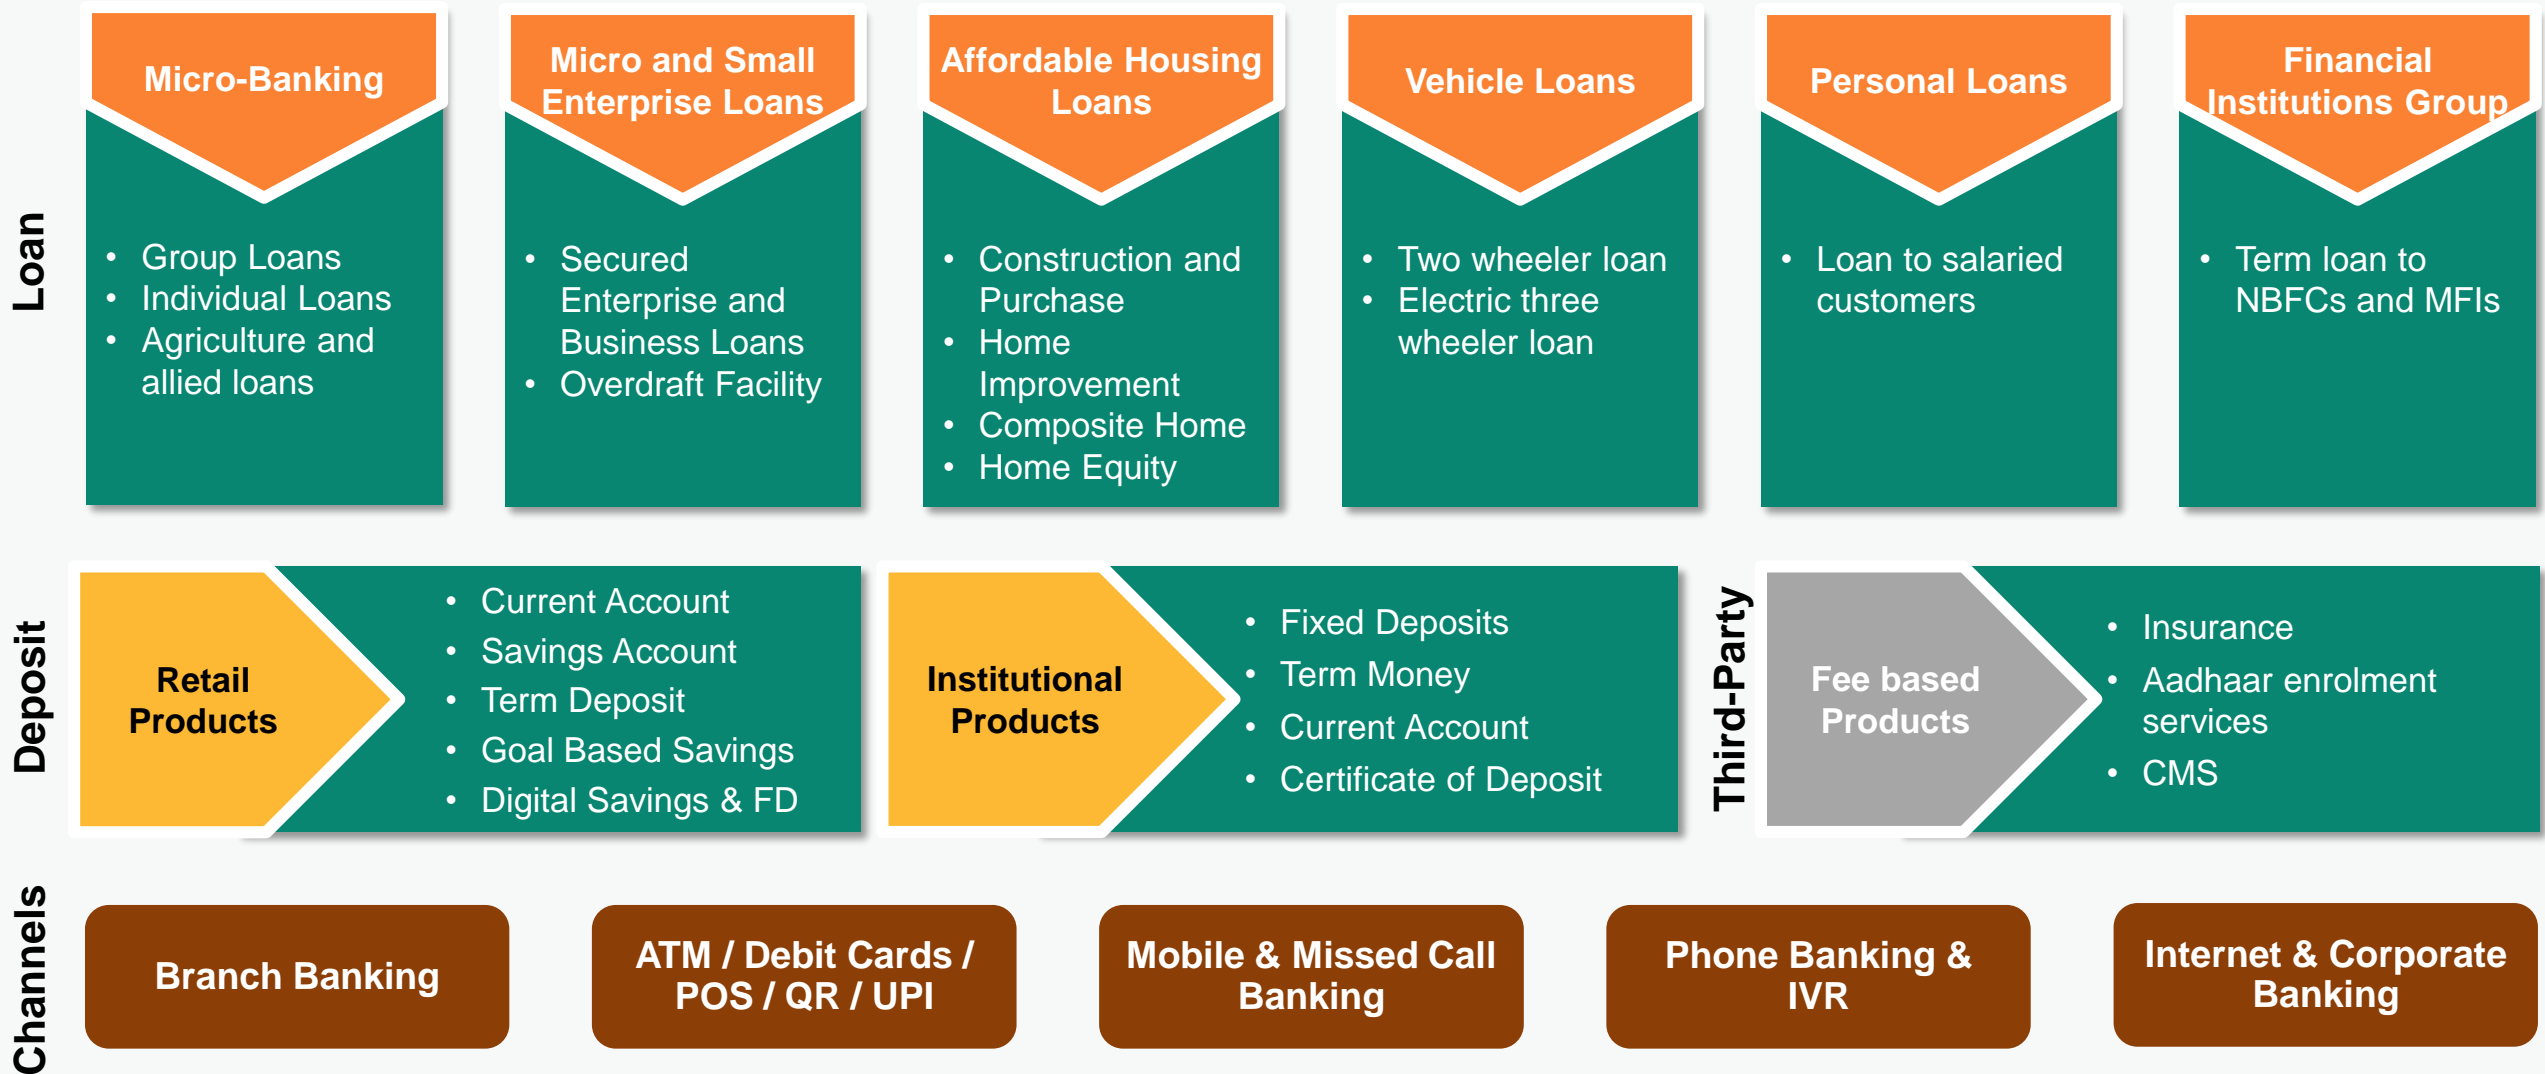 Loan
Micro-Banking
• Group Loans
• Individual Loans
• Agriculture and
allied loans
Micro and Small
Enterprise Loans
• Secured
Enterprise and
Business Loans
• Overdraft Facility
Affordable Housing
Loans
• Construction and
Purchase
• Home
Improvement
• Composite Home
• Home Equity
Vehicle Loans
• Two wheeler loan
• Electric three
wheeler loan
Personal Loans
• Loan to salaried
customers
Financial
Institutions Group
• Term loan to
NBFCs and MFIs
Deposit
Retail
Products
• Current Account
• Savings Account
• Term Deposit
• Goal Based Savings
• Digital Savings & FD
Institutional
Products
• Fixed Deposits
• Term Money
• Current Account
• Certificate of Deposit
Third-Party
Fee based
Products
• Insurance
• Aadhaar enrolment
services
• CMS
Channels
Branch Banking
ATM / Debit Cards /
POS / QR / UPI
Mobile & Missed Call
Banking
Phone Banking &
IVR
Internet & Corporate
Banking